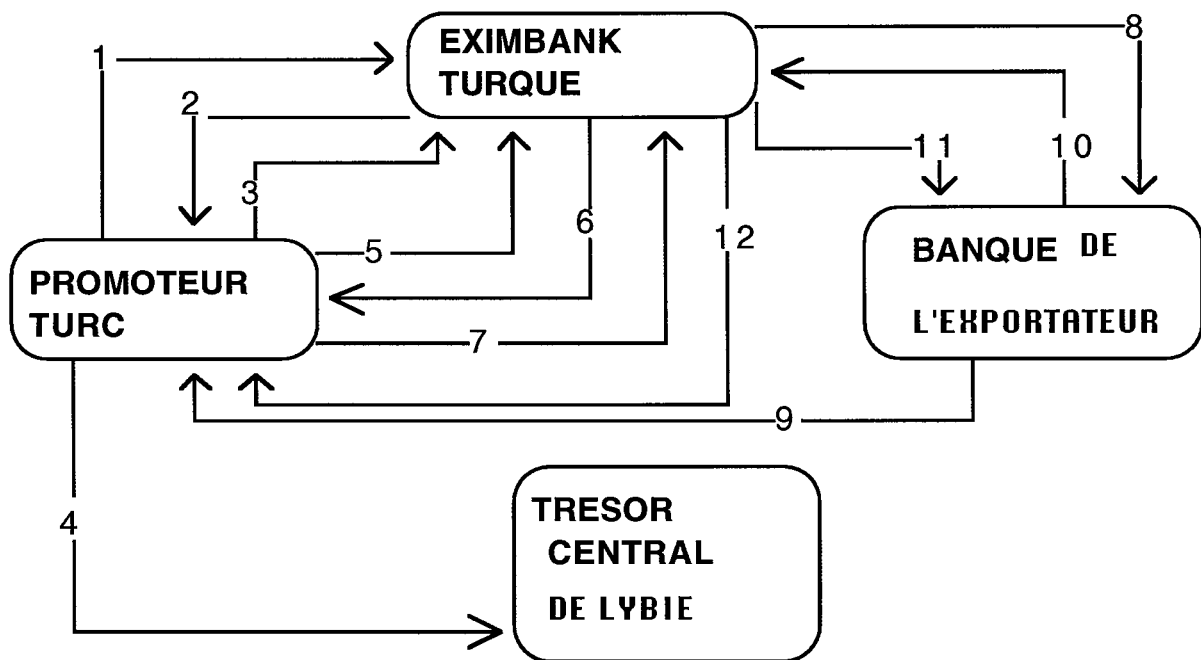 EXIMBANK
TURQUE
8
1
2
10
11
3
6
12
5
BANQUE DE
L'EXPORTATEUR
PROMOTEUR
TURC
7
9
4
TRESOR
CENTRAL
DE LYBIE